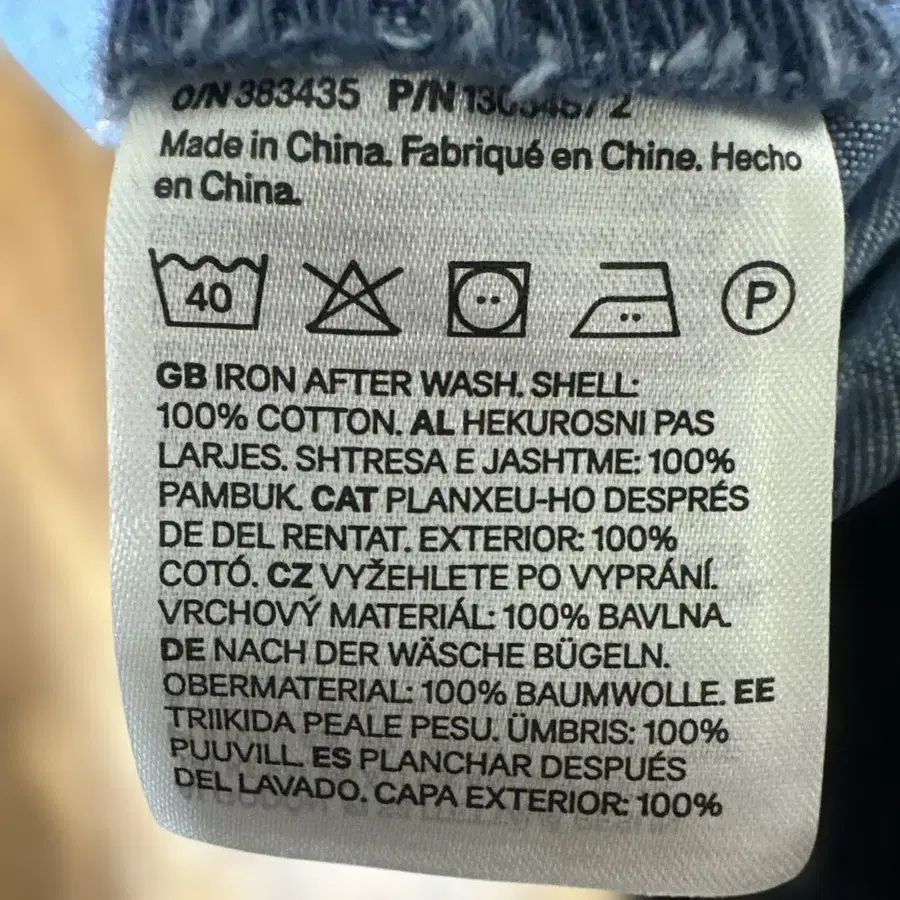 O/N 383435 P/N
Made in China. Fabriqué en Chine. Hecho
en China.
40
P
GB IRON AFTER WASH. SHELL:
100% COTTON. AL HEKUROSNI PAS
LARJES. SHTRESA E JASHTME: 100%
PAMBUK. CAT PLANXEU-HO DESPRÉS
DE DEL RENTAT. EXTERIOR: 100%
COTÓ. CZ VYŽEHLETE PO VYPRÁNÍ.
VRCHOVÝ MATERIÁL: 100% BAVLNA.
DE NACH DER WÄSCHE BÜGELN.
OBERMATERIAL: 100% BAUMWOLLE. EE
TRIIKIDA PEALE PESU. ÜMBRIS: 100%
PUUVILL. ES PLANCHAR DESPUÉS
DEL LAVADO. CAPA EXTERIOR: 100%